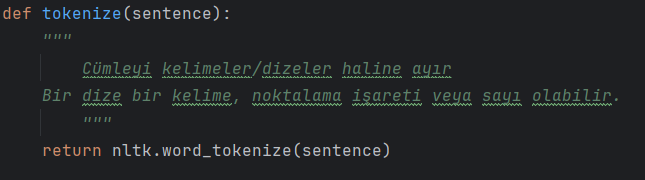 def tokenize(sentence):
"""
Cümleyi kelimeler/dizeler haline ayır
Bir dize bir kelime, noktalama işareti veya sayı olabilir.
"""
return nltk.word_tokenize(sentence)